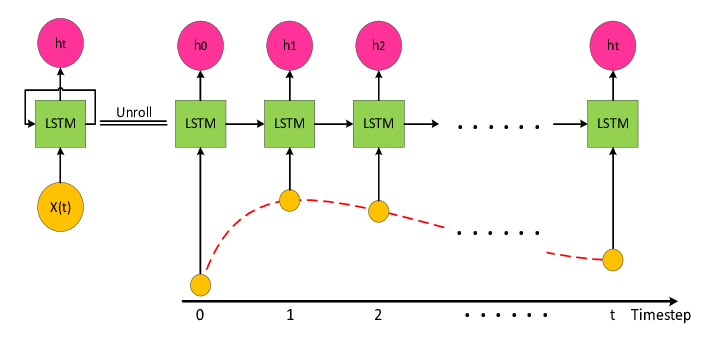 ht h0 h1 h2 ht
LSTM Unroll LSTM LSTM LSTM . . . . . . LSTM
X(t)
. . . . . .
0 1 2 . . . . . . t Timestep